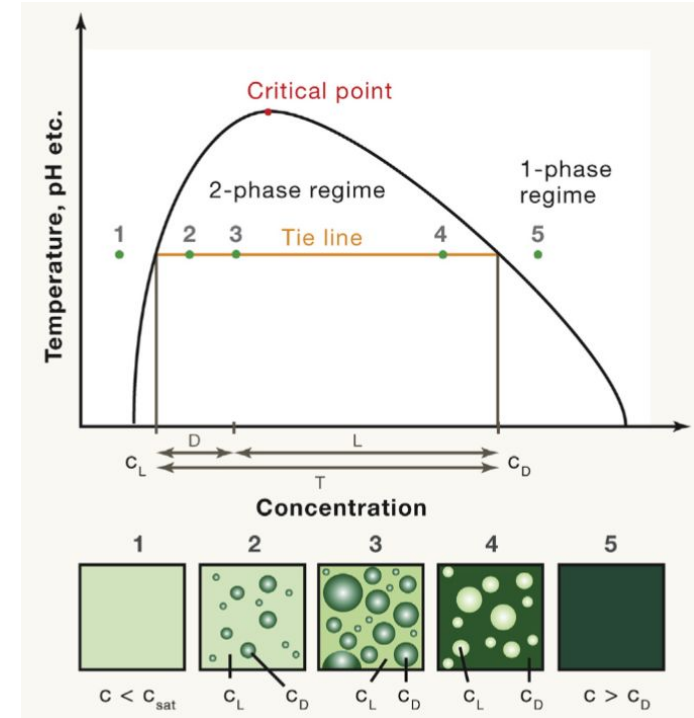 Temperature, pH etc.
Critical point
1-phase
regime
2-phase regime
1
2
3
Tie line
4
5
D
L
C_L
C_D
T
Concentration
1
2
3
4
5
C < C_sat
C_L
C_D
C_L
C_D
C_L
C_D
C > C_D